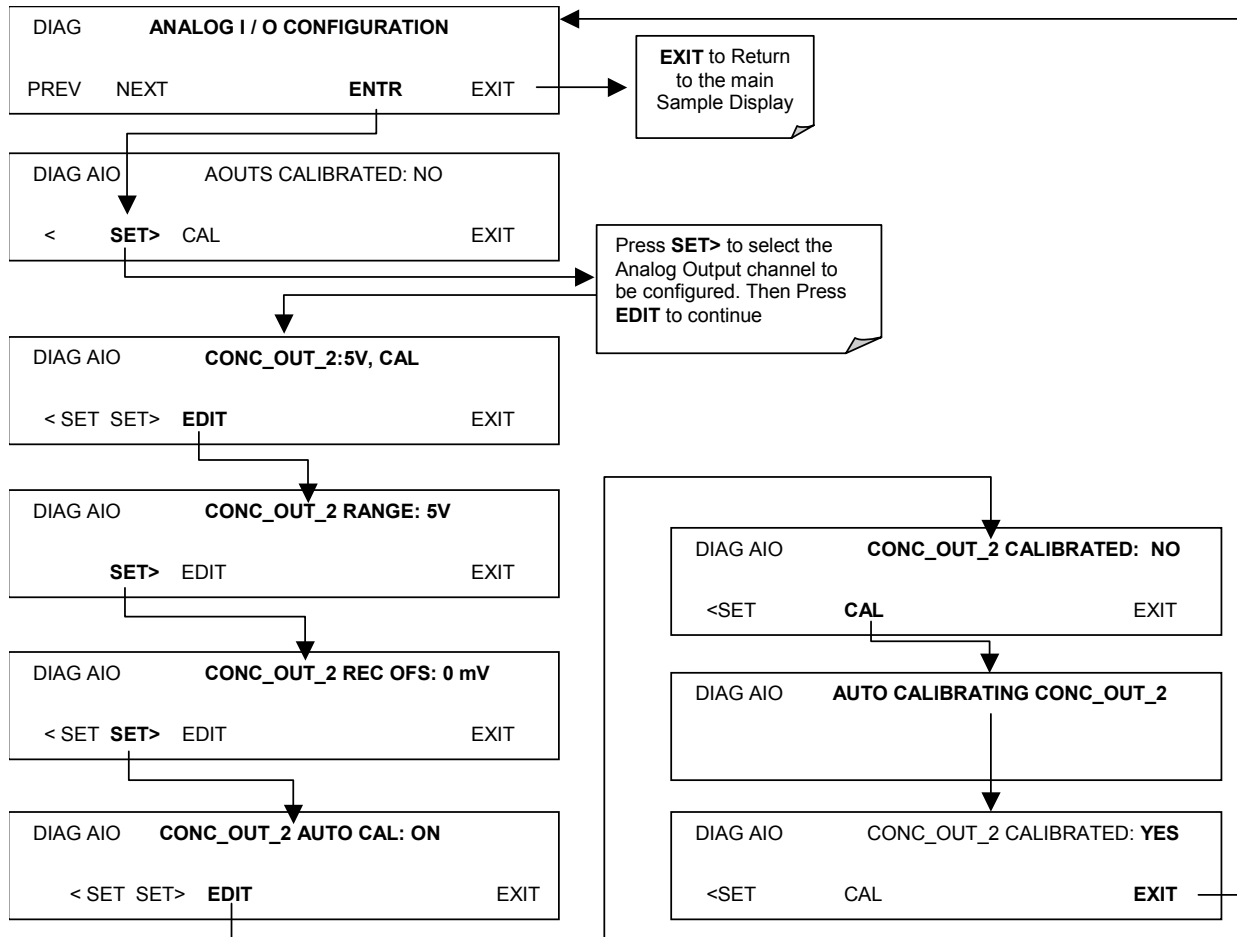 DIAG ANALOG I / O CONFIGURATION
PREV NEXT ENTR EXIT
EXIT to Return
to the main
Sample Display
DIAG AIO AOUTS CALIBRATED: NO
< SET> CAL EXIT
Press SET> to select the
Analog Output channel to
be configured. Then Press
EDIT to continue
DIAG AIO CONC_OUT_2:5V, CAL
< SET SET> EDIT EXIT
DIAG AIO CONC_OUT_2 RANGE: 5V
SET> EDIT EXIT
DIAG AIO CONC_OUT_2 REC OFS: 0 mV
< SET SET> EDIT EXIT
DIAG AIO CONC_OUT_2 AUTO CAL: ON
< SET SET> EDIT EXIT
DIAG AIO CONC_OUT_2 CALIBRATED: NO
<SET CAL EXIT
DIAG AIO AUTO CALIBRATING CONC_OUT_2
DIAG AIO CONC_OUT_2 CALIBRATED: YES
<SET CAL EXIT